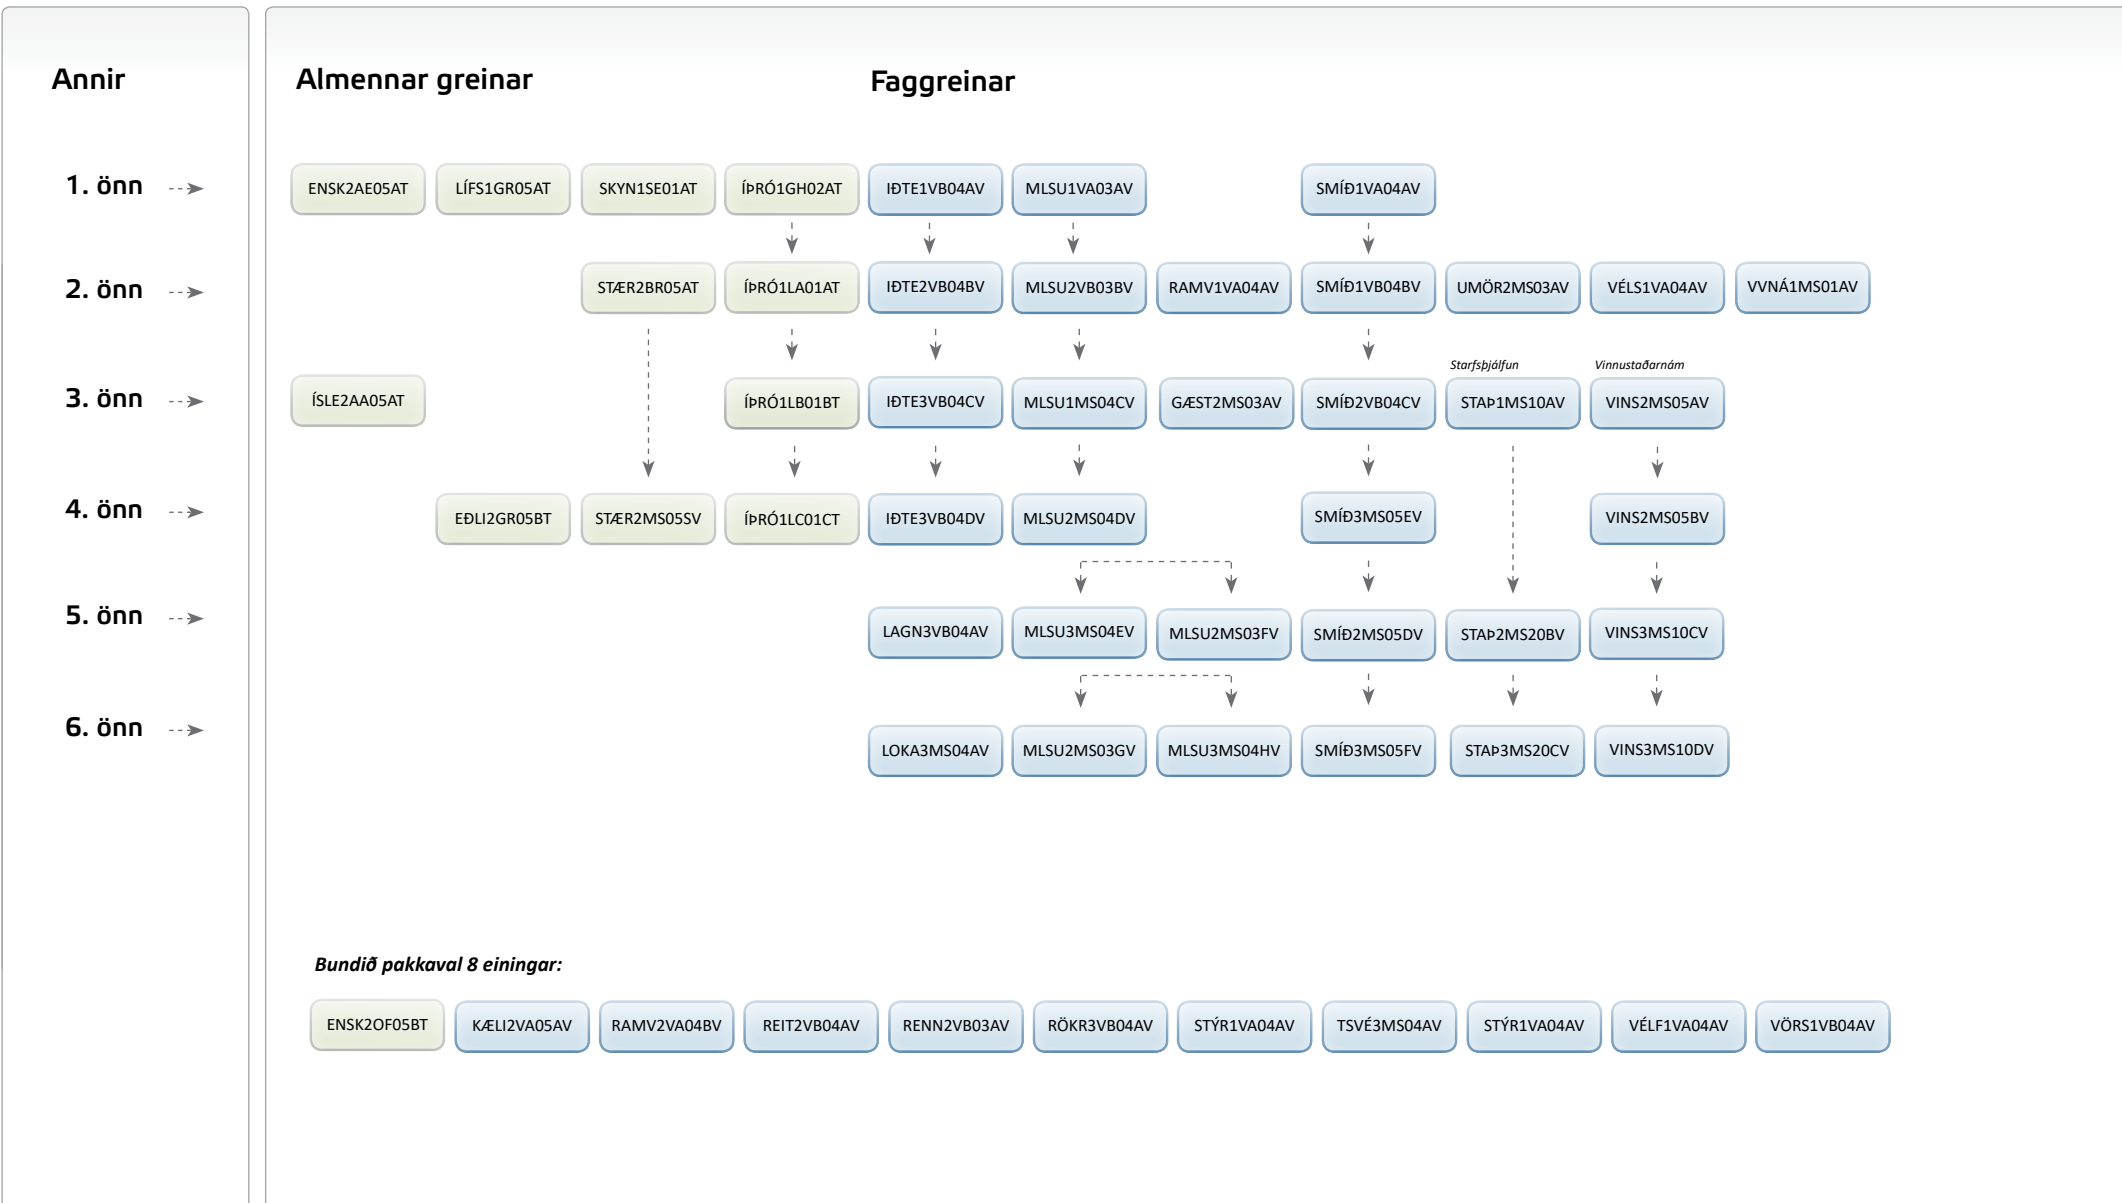 Annir
Almennar greinar
Faggreinar
1. önn
ENSK2AE05AT
LÍFS1GR05AT
SKYN1SE01AT
ÍÞRÓ1GH02AT
IÐTE1VB04AV
MLSU1VA03AV
SMÍÐ1VA04AV
2. önn
STÆR2BR05AT
ÍÞRÓ1LA01AT
IÐTE2VB04BV
MLSU2VB03BV
RAMV1VA04AV
SMÍÐ1VB04BV
UMÖR2MS03AV
VÉLS1VA04AV
VVNÁ1MS01AV
Starfsþjálfun
Vinnustaðarnám
3. önn
ÍSLE2AA05AT
ÍÞRÓ1LB01BT
IÐTE3VB04CV
MLSU1MS04CV
GÆST2MS03AV
SMÍÐ2VB04CV
STAÞ1MS10AV
VINS2MS05AV
4. önn
EÐLI2GR05BT
STÆR2MS05SV
ÍÞRÓ1LC01CT
IÐTE3VB04DV
MLSU2MS04DV
SMÍÐ3MS05EV
VINS2MS05BV
5. önn
LAGN3VB04AV
MLSU3MS04EV
MLSU2MS03FV
SMÍÐ2MS05DV
STAÞ2MS20BV
VINS3MS10CV
6. önn
LOKA3MS04AV
MLSU2MS03GV
MLSU3MS04HV
SMÍÐ3MS05FV
STAÞ3MS20CV
VINS3MS10DV
Bundið pakkaval 8 einingar:
ENSK2OF05BT
KÆLI2VA05AV
RAMV2VA04BV
REIT2VB04AV
RENN2VB03AV
RÖKR3VB04AV
STÝR1VA04AV
TSVÉ3MS04AV
STÝR1VA04AV
VÉLF1VA04AV
VÖRS1VB04AV